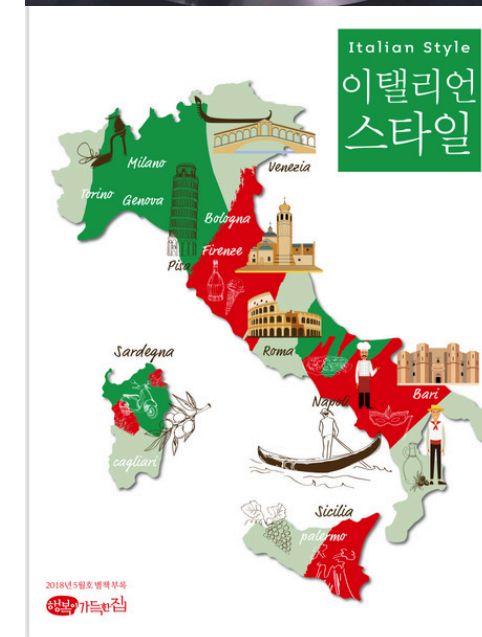 Italian Style
이탤리언
스타일
Milano
Venezia
Torino
Genova
Bologna
Firenze
Pisa
Sardegna
Roma
Napoli
Bari
cagliari
Sicilia
palermo
2018년 5월호 별책 부록
행복이가득한집